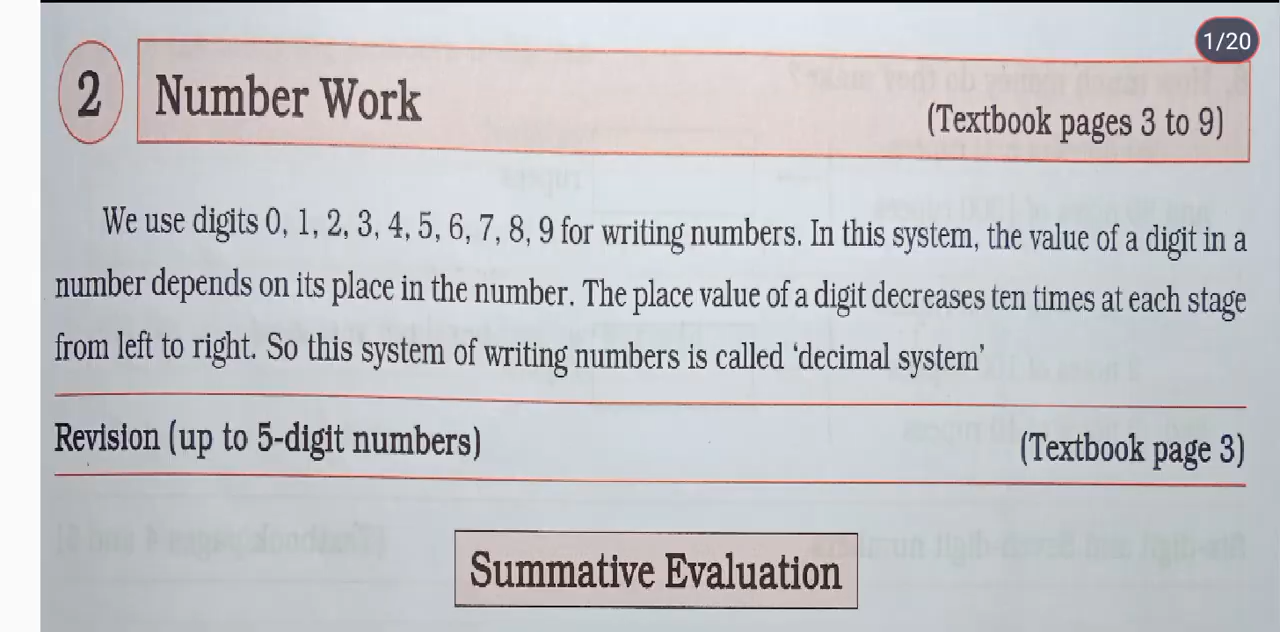 1/20
2 Number Work (Textbook pages 3 to 9)
We use digits 0, 1, 2, 3, 4, 5, 6, 7, 8, 9 for writing numbers. In this system, the value of a digit in a
number depends on its place in the number. The place value of a digit decreases ten times at each stage
from left to right. So this system of writing numbers is called ‘decimal system’
Revision (up to 5-digit numbers) (Textbook page 3)
Summative Evaluation